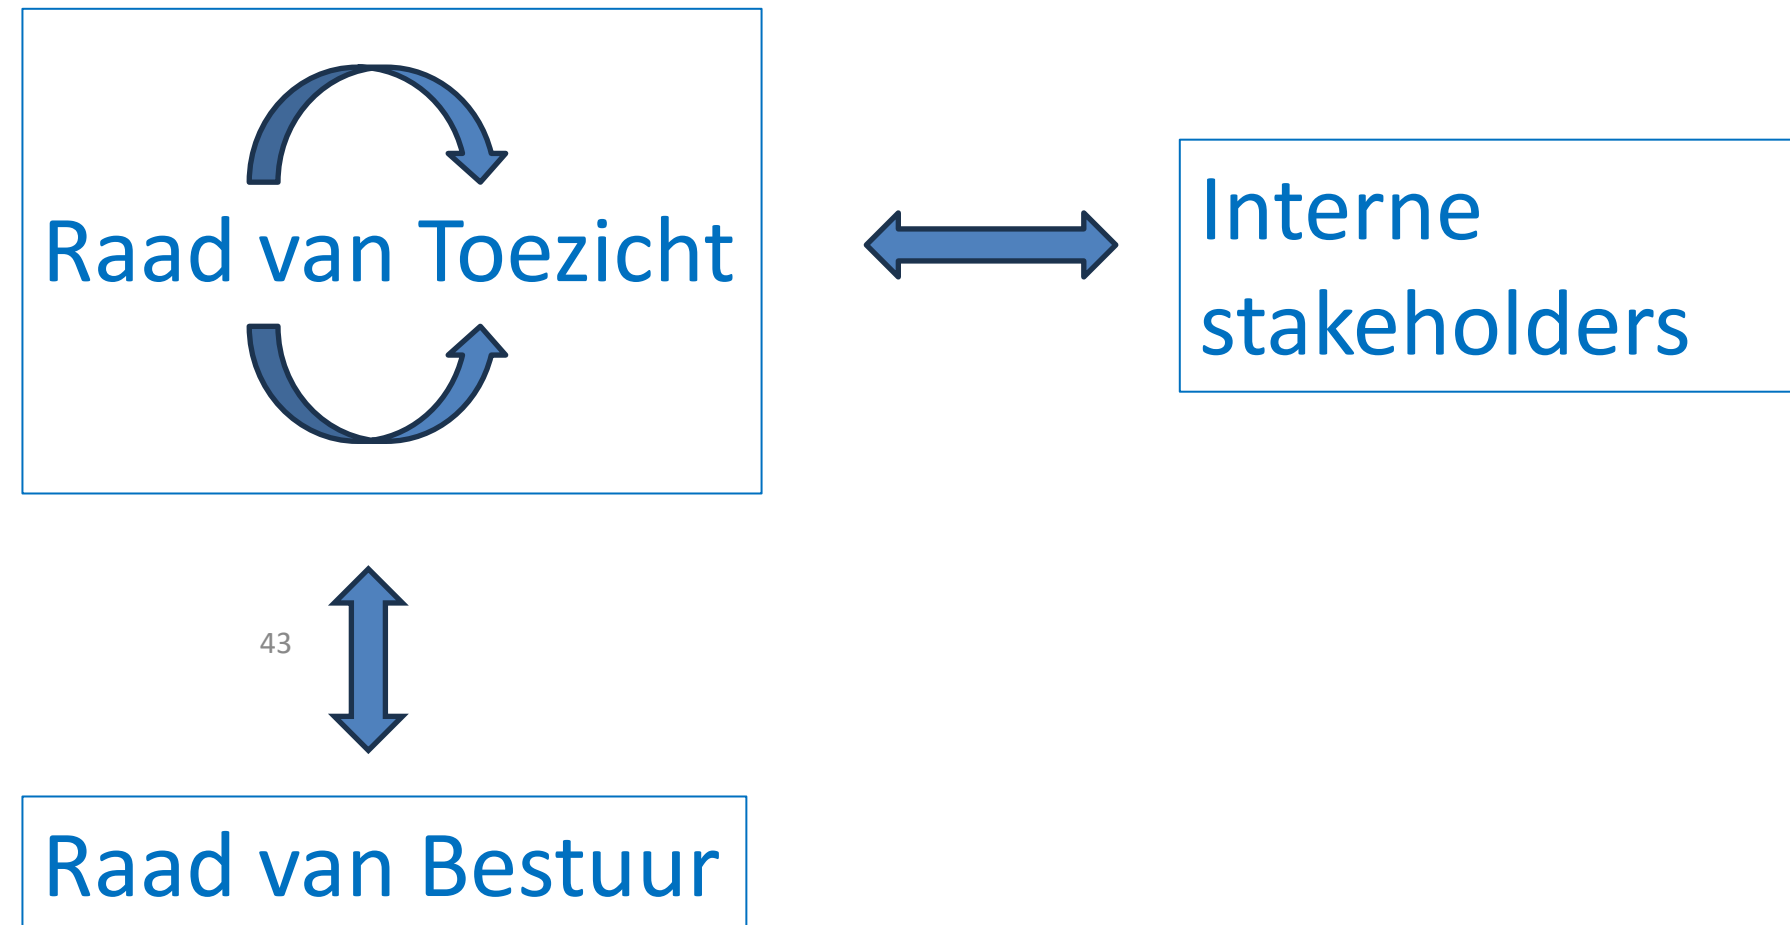 Raad van Toezicht
Interne
stakeholders
43
Raad van Bestuur